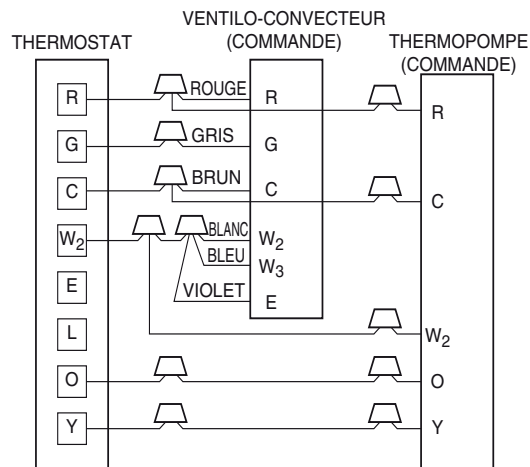 VENTILO-CONVECTEUR
(COMMANDE)
THERMOSTAT
THERMOPOMPE
(COMMANDE)
R
ROUGE
R
R
G
GRIS
G
C
BRUN
C
C
W2
BLANC
W2
BLEU
W3
E
VIOLET
E
L
W2
O
O
Y
Y